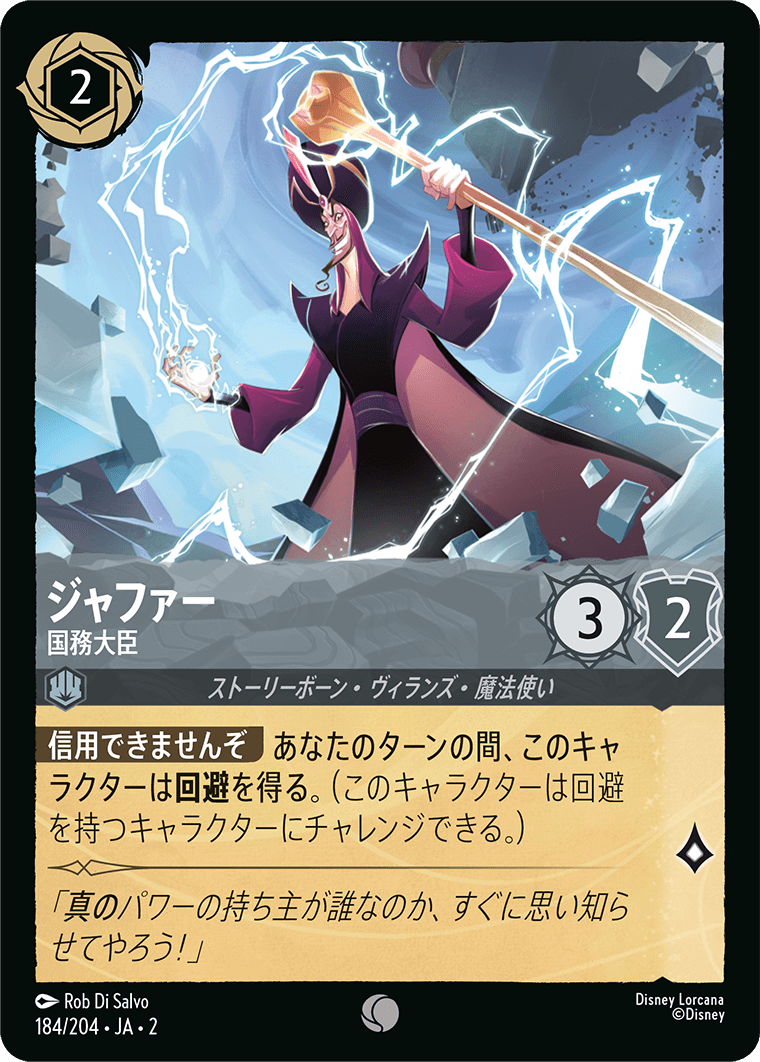 2
ジャファー
国務大臣
3
2
ストーリーボーン・ヴィランズ・魔法使い
信用できませんぞ あなたのターンの間、このキャ
ラクターは回避を得る。（このキャラクターは回避
を持つキャラクターにチャレンジできる。）
「真のパワーの持ち主が誰なのか、すぐに思い知ら
せてやろう！」
Rob Di Salvo
184/204 • JA • 2
Disney Lorcana
©Disney